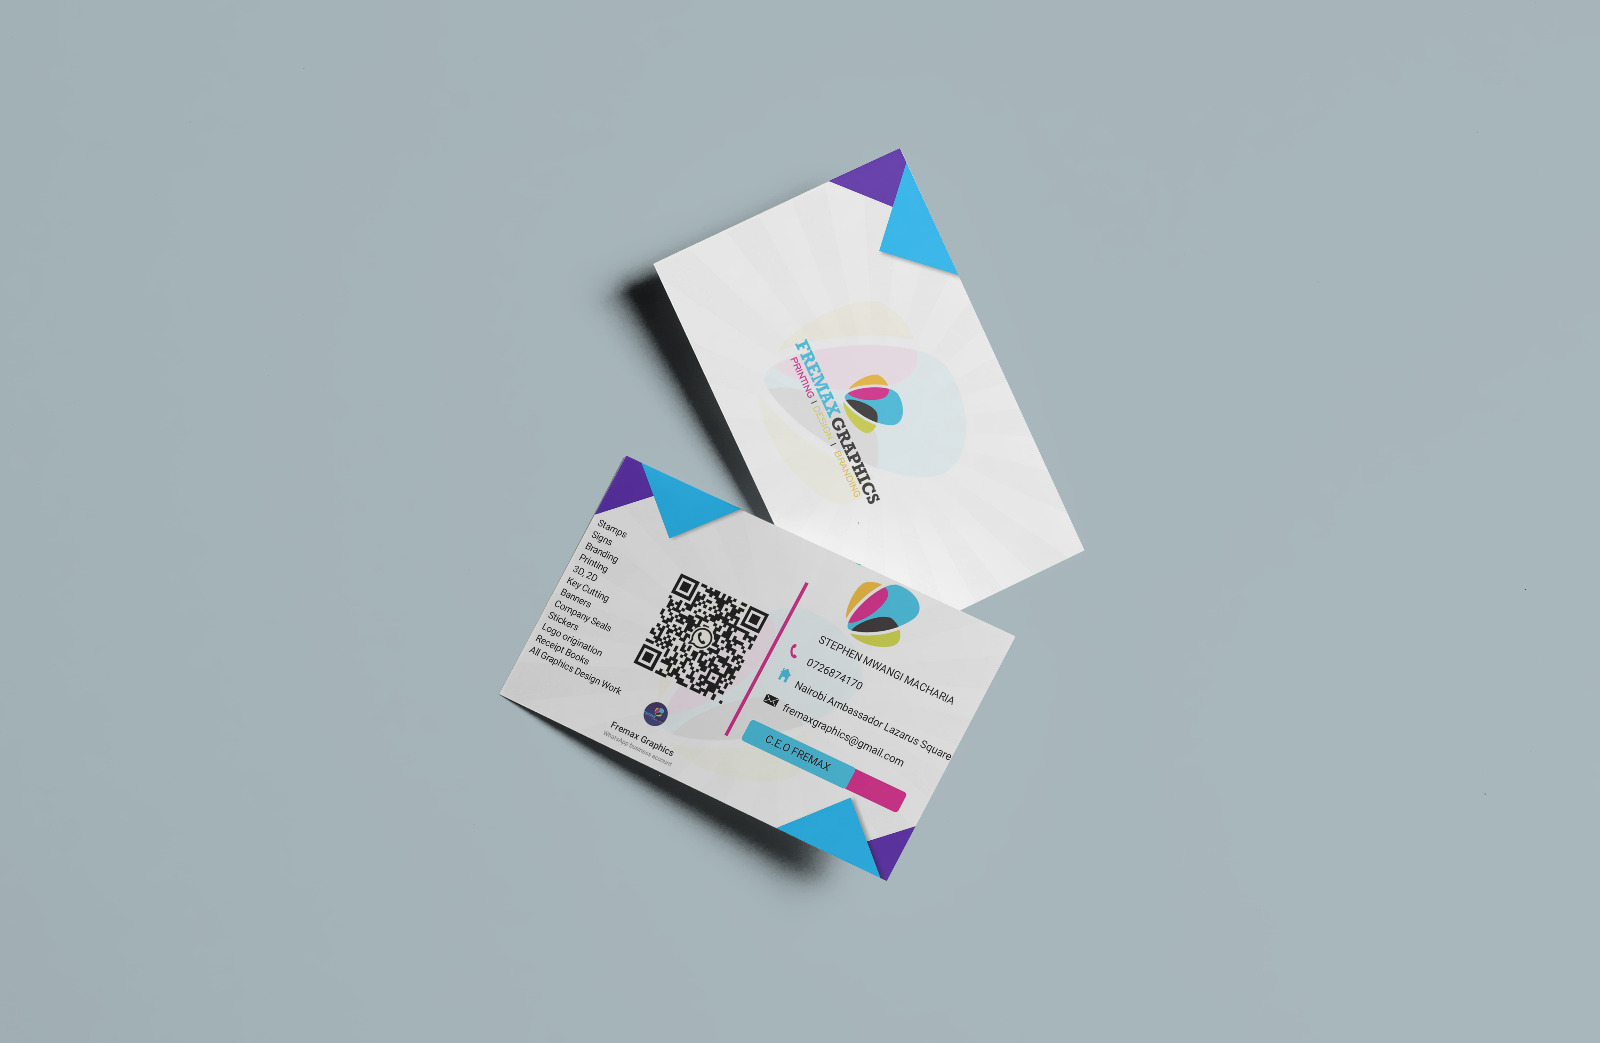 FREMAX GRAPHICS
PRINTING I DESIGN I BRANDING
Stamps
Signs
Branding
Printing
3D, 2D
Key Cutting
Banners
Company Seals
Stickers
Logo origination
Receipt Books
All Graphics Design Work
Fremax Graphics
WhatsApp business account
STEPHEN MWANGI MACHARIA
0726874170
Nairobi Ambassador Lazarus Square
fremaxgraphics@gmail.com
C.E.O FREMAX